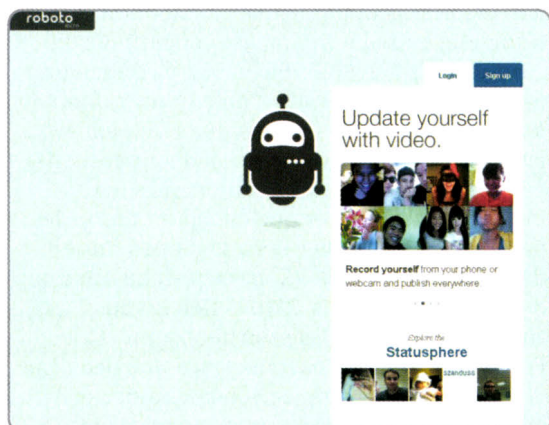 roboto
Login
Sign up
Update yourself
with video.
Record yourself from your phone or
webcam and publish everywhere
Explore the
Statusphere
szanduss